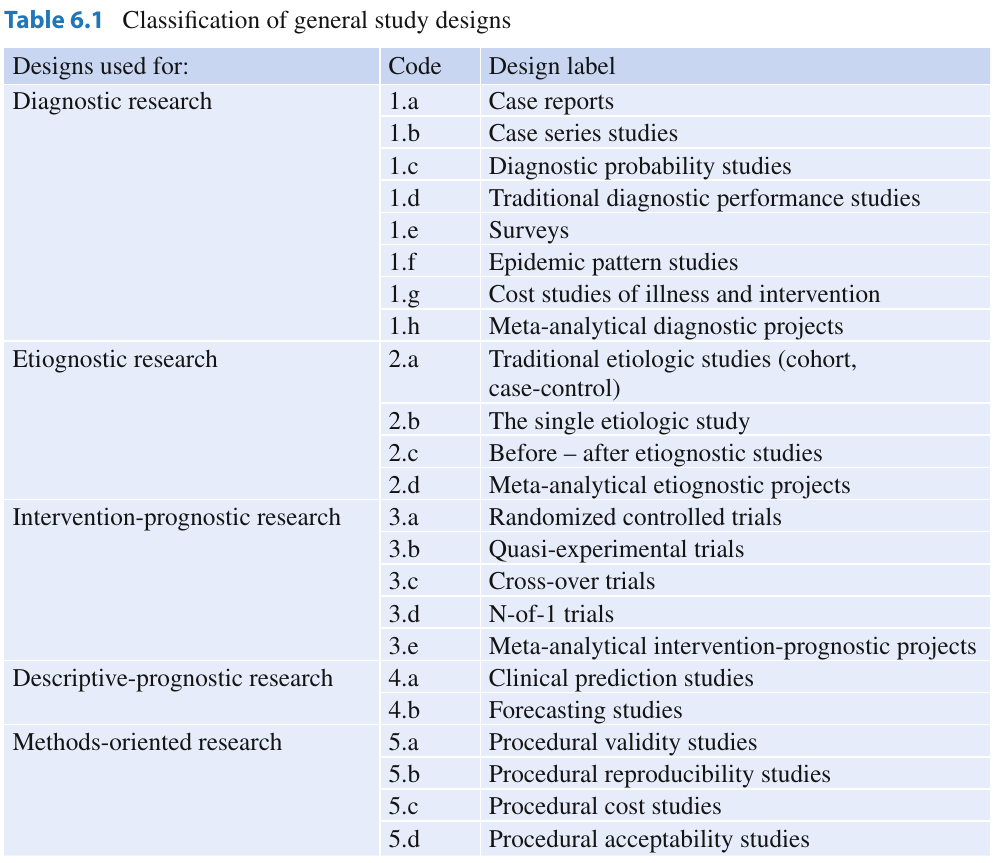 Table 6.1 Classification of general study designs
Designs used for: Code Design label
Diagnostic research 1.a Case reports
1.b Case series studies
1.c Diagnostic probability studies
1.d Traditional diagnostic performance studies
1.e Surveys
1.f Epidemic pattern studies
1.g Cost studies of illness and intervention
1.h Meta-analytical diagnostic projects
Etiognostic research 2.a Traditional etiologic studies (cohort,
case-control)
2.b The single etiologic study
2.c Before – after etiognostic studies
2.d Meta-analytical etiognostic projects
Intervention-prognostic research 3.a Randomized controlled trials
3.b Quasi-experimental trials
3.c Cross-over trials
3.d N-of-1 trials
3.e Meta-analytical intervention-prognostic projects
Descriptive-prognostic research 4.a Clinical prediction studies
4.b Forecasting studies
Methods-oriented research 5.a Procedural validity studies
5.b Procedural reproducibility studies
5.c Procedural cost studies
5.d Procedural acceptability studies